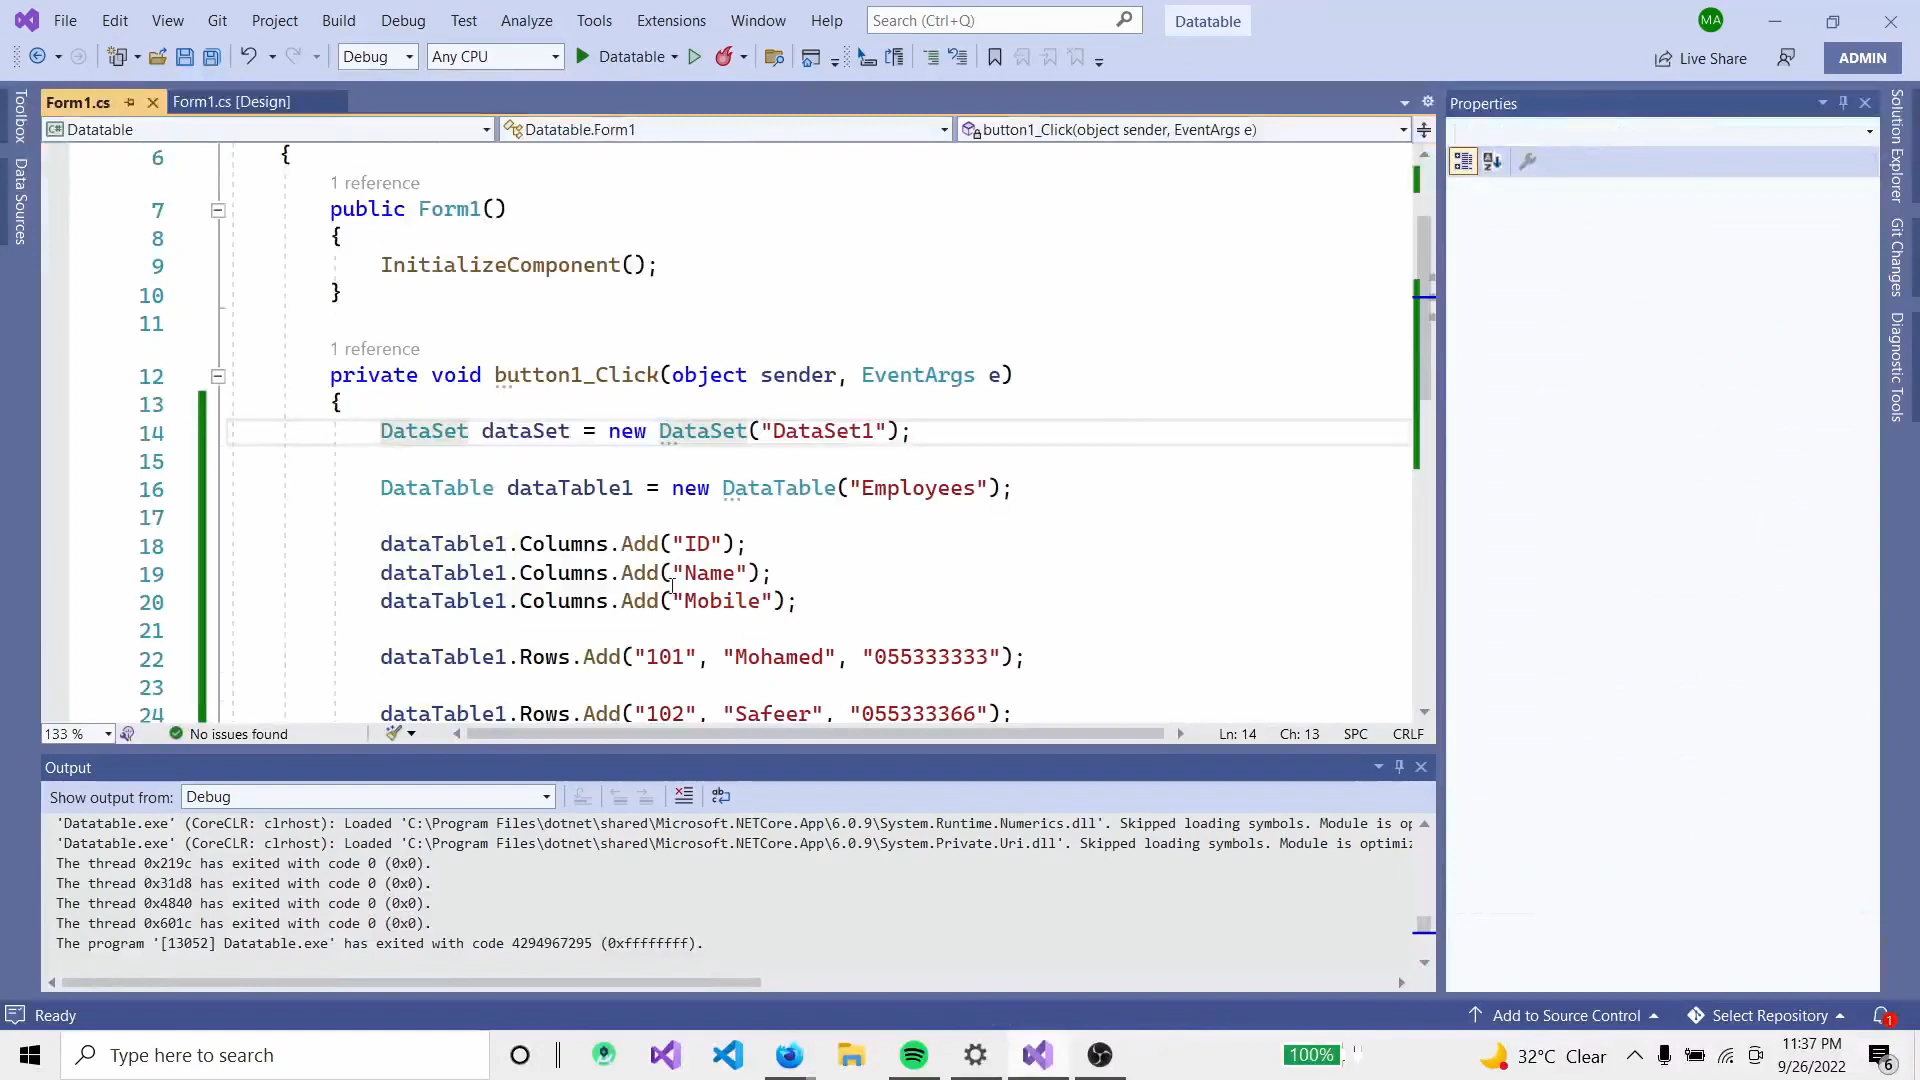 File Edit View Git Project Build Debug Test Analyze Tools Extensions Window Help Search (Ctrl+Q) Datatable MA
Debug Any CPU Datatable Live Share ADMIN
Form1.cs Form1.cs [Design] Properties
C# Datatable Datatable.Form1 button1_Click(object sender, EventArgs e)
Toolbox
Data Sources
Solution Explorer
Git Changes
Diagnostic Tools
6 {
1 reference
7 public Form1()
8 {
9 InitializeComponent();
10 }
11
1 reference
12 private void button1_Click(object sender, EventArgs e)
13 {
14 DataSet dataSet = new DataSet("DataSet1");
15
16 DataTable dataTable1 = new DataTable("Employees");
17
18 dataTable1.Columns.Add("ID");
19 dataTable1.Columns.Add("Name");
20 dataTable1.Columns.Add("Mobile");
21
22 dataTable1.Rows.Add("101", "Mohamed", "055333333");
23
24 dataTable1.Rows.Add("102", "Safeer", "055333366");
133 % No issues found Ln: 14 Ch: 13 SPC CRLF
Output
Show output from: Debug
'Datatable.exe' (CoreCLR: clrhost): Loaded 'C:\Program Files\dotnet\shared\Microsoft.NETCore.App\6.0.9\System.Runtime.Numerics.dll'. Skipped loading symbols. Module is op
'Datatable.exe' (CoreCLR: clrhost): Loaded 'C:\Program Files\dotnet\shared\Microsoft.NETCore.App\6.0.9\System.Private.Uri.dll'. Skipped loading symbols. Module is optimiz
The thread 0x219c has exited with code 0 (0x0).
The thread 0x31d8 has exited with code 0 (0x0).
The thread 0x4840 has exited with code 0 (0x0).
The thread 0x601c has exited with code 0 (0x0).
The program '[13052] Datatable.exe' has exited with code 4294967295 (0xffffffff).
Ready Add to Source Control Select Repository 1
Type here to search 100% 32°C Clear 11:37 PM
9/26/2022 6